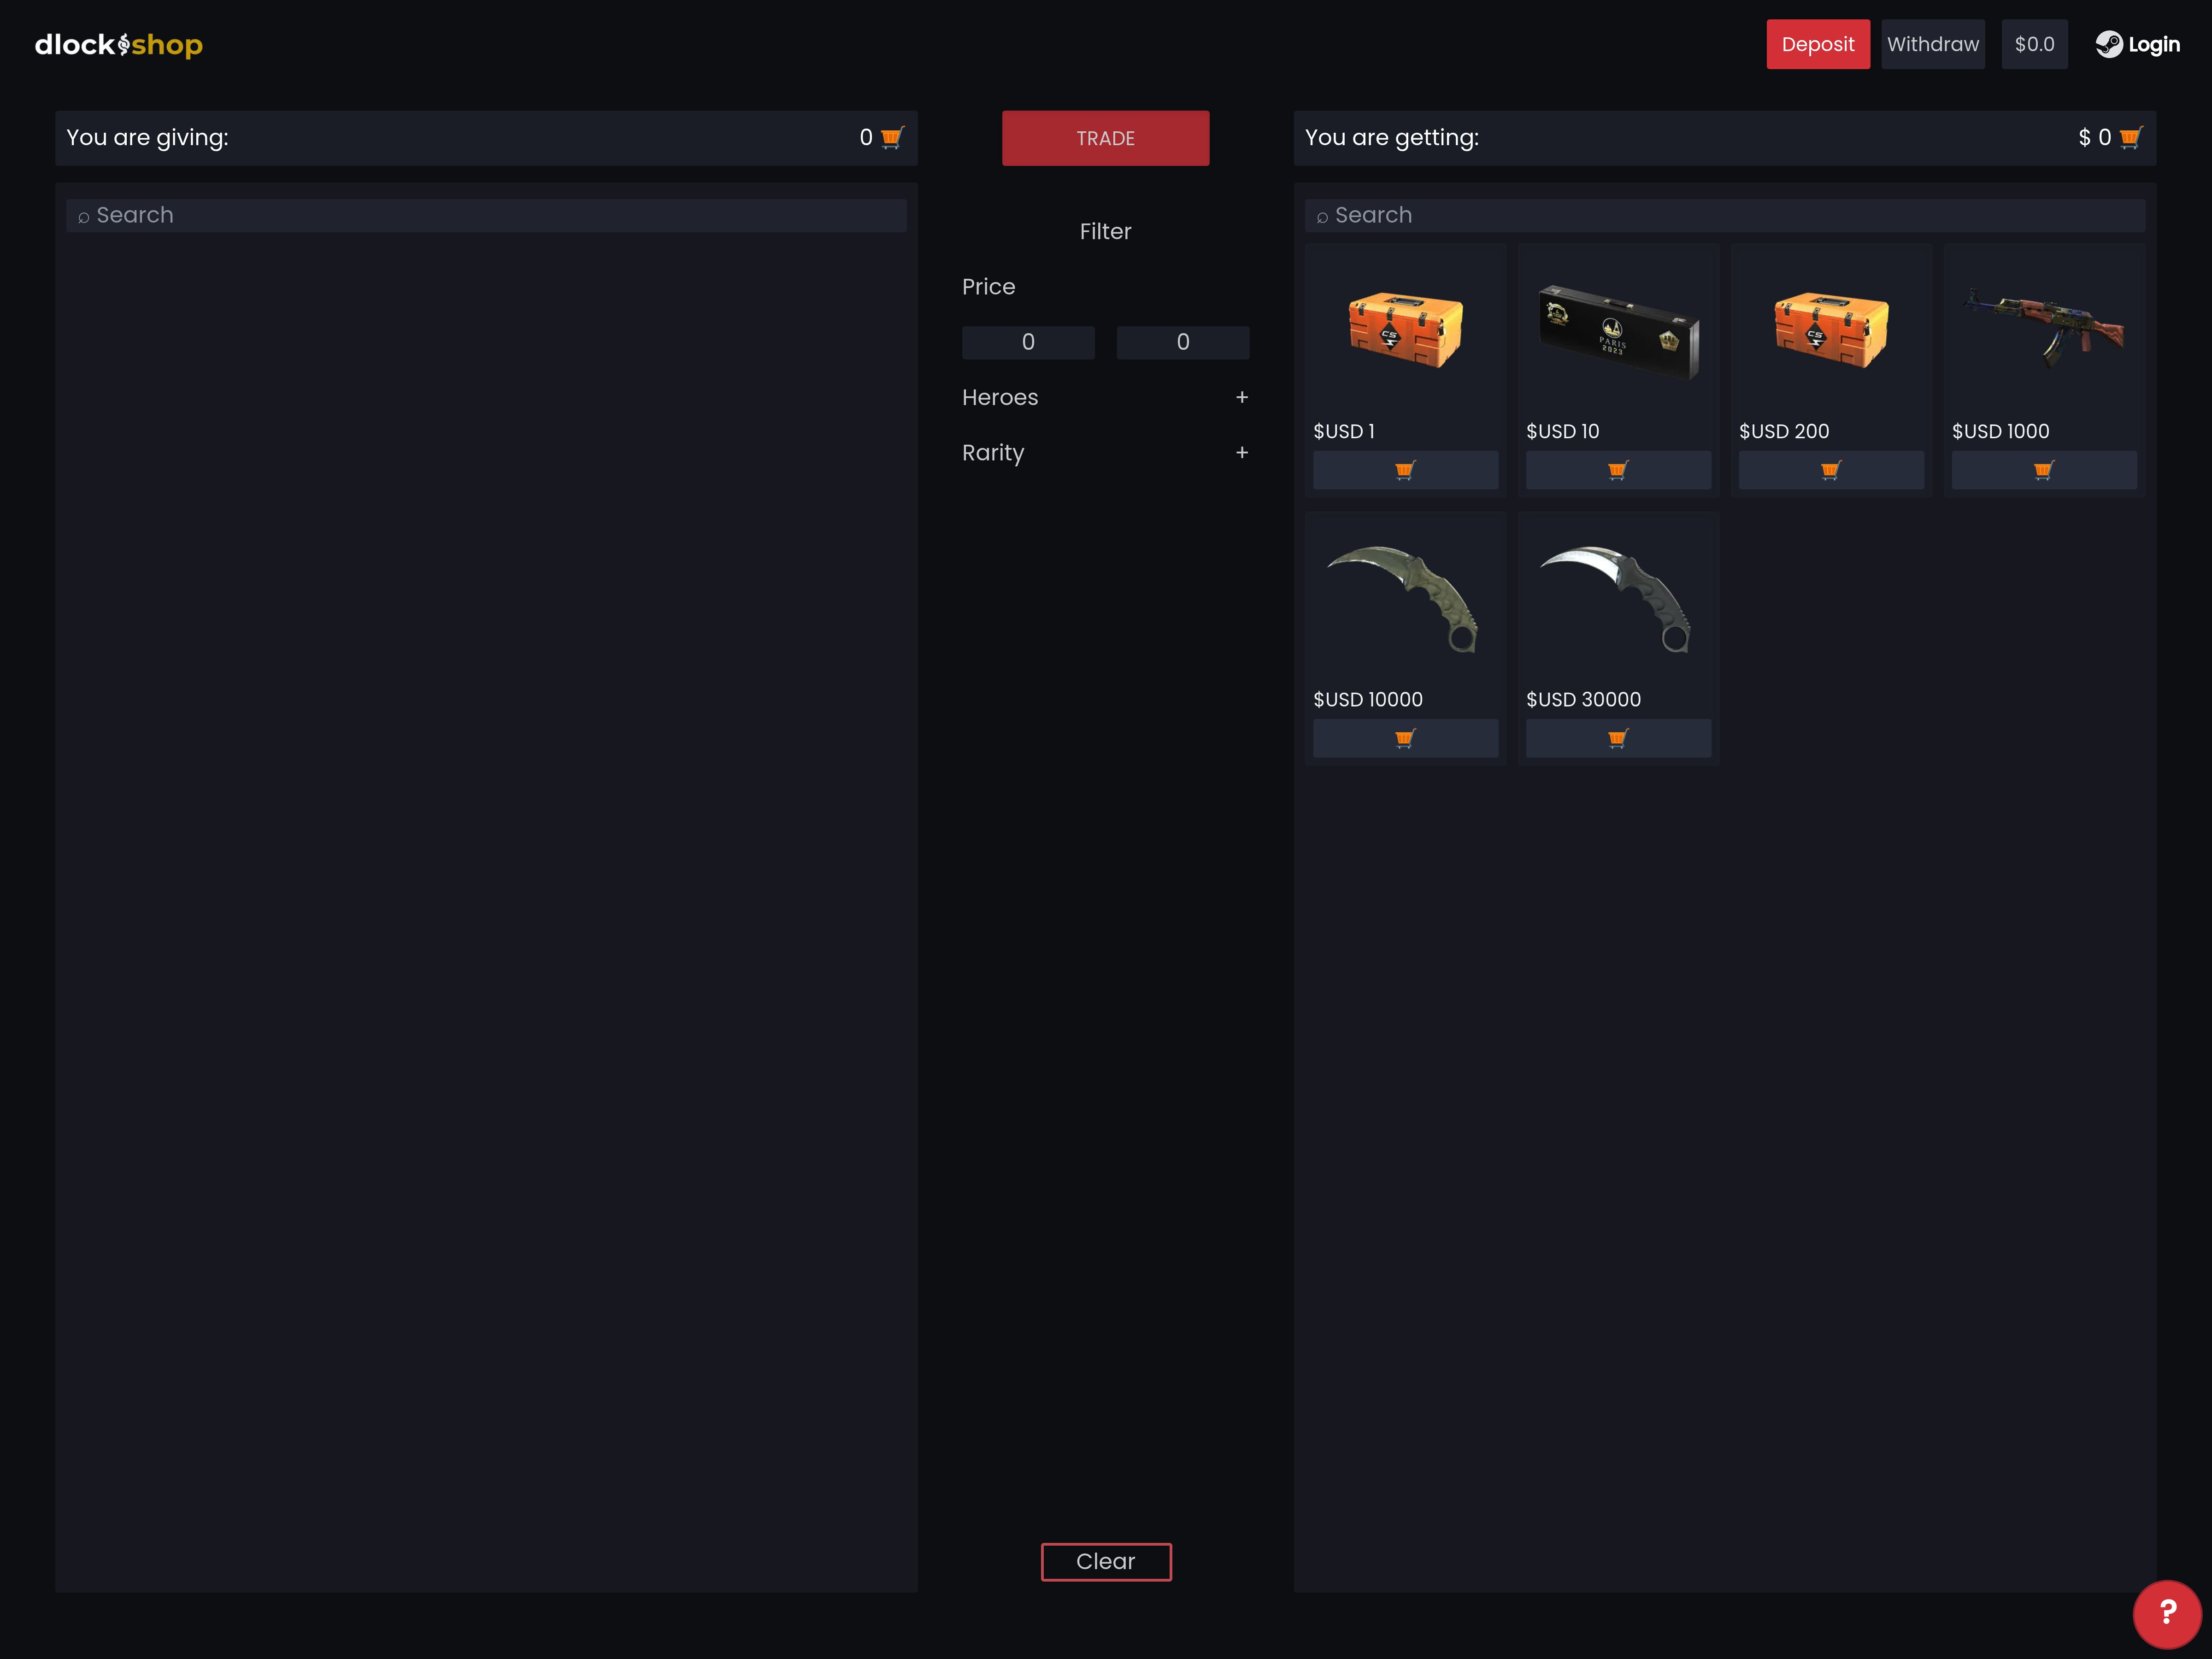 dlock shop
Deposit
Withdraw
$0.0
Login
You are giving:
0
TRADE
You are getting:
$ 0
Search
Filter
Price
0
0
Heroes
+
Rarity
+
Clear
Search
CS
PARIS
2023
CS
$USD 1
$USD 10
$USD 200
$USD 1000
$USD 10000
$USD 30000
?